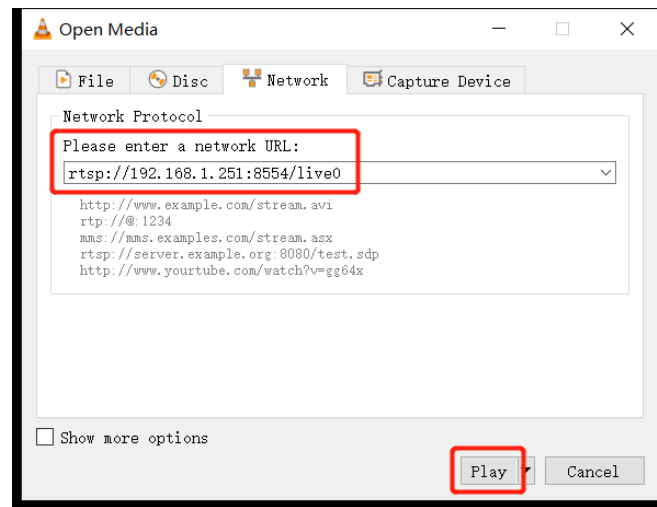 Open Media
File Disc Network Capture Device
Network Protocol
Please enter a network URL:
rtsp://192.168.1.251:8554/live0
http://www.example.com/stream.avi
rtp://@:1234
mms://mms.examples.com/stream.asx
rtsp://server.example.org:8080/test.sdp
http://www.yourtube.com/watch?v=gg64x
Show more options
Play Cancel